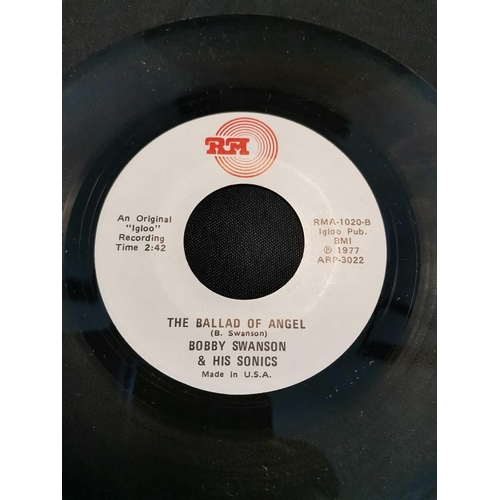 RM
An Original
"Igloo"
Recording
Time 2:42
RMA-1020-B
Igloo Pub.
BMI
℗ 1977
ARP-3022
THE BALLAD OF ANGEL
(B. Swanson)
BOBBY SWANSON
& HIS SONICS
Made in U.S.A.